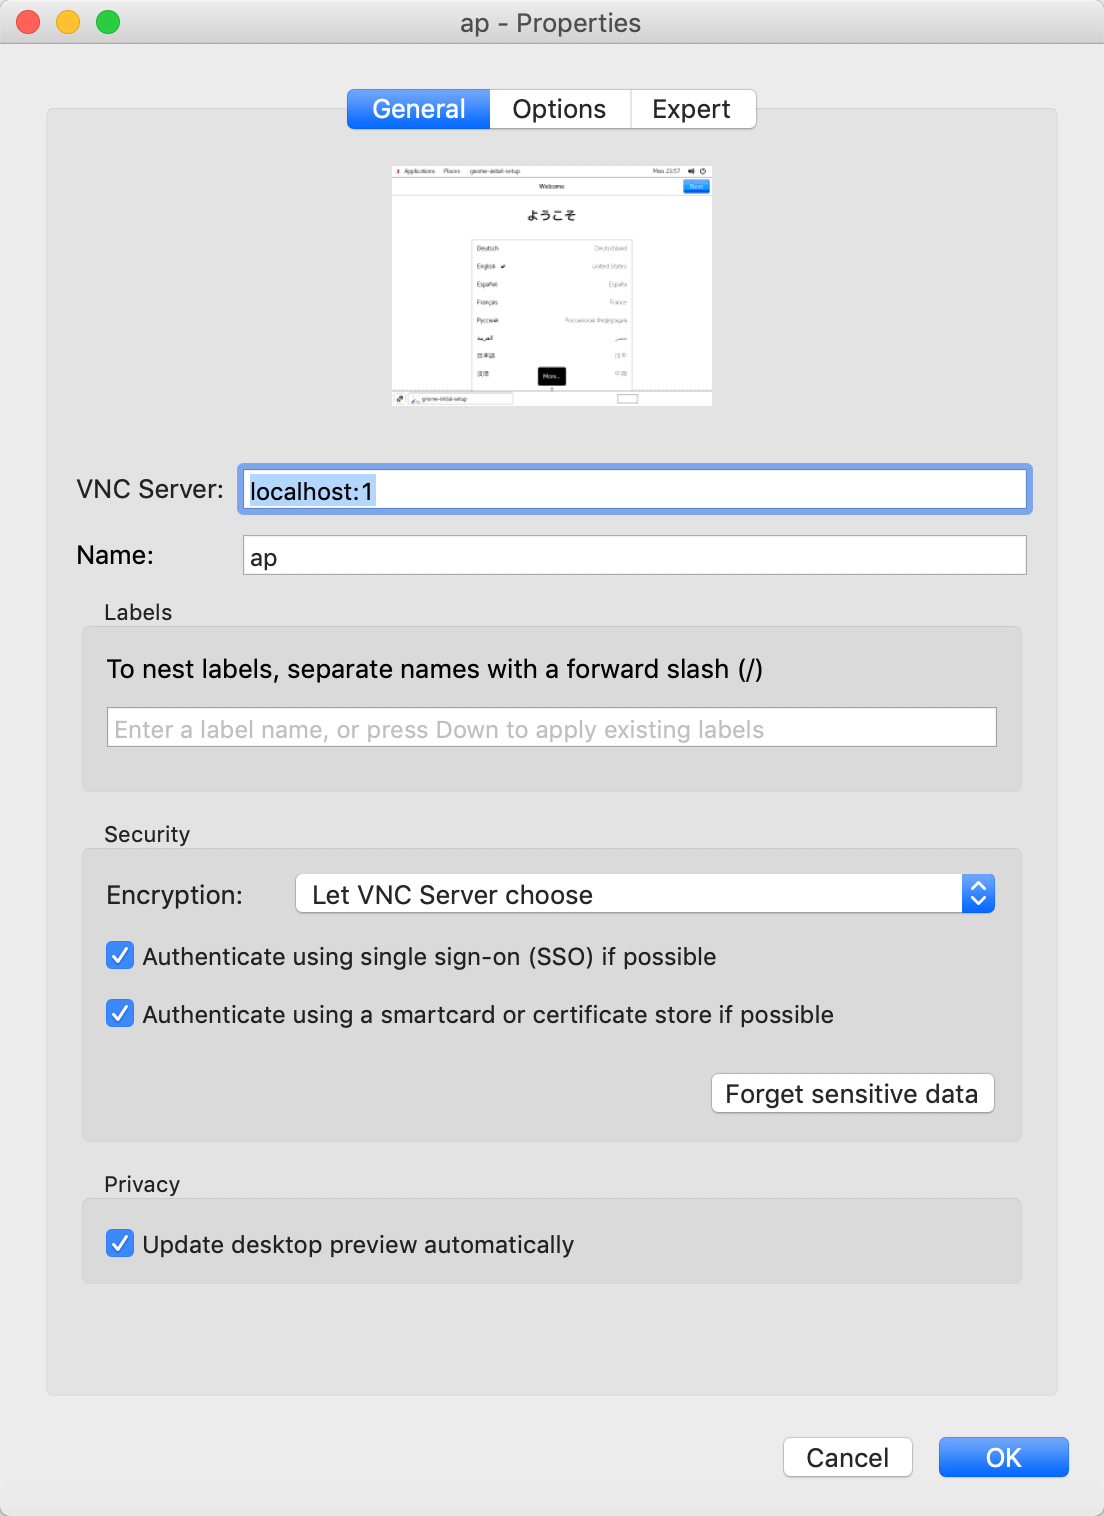 ap - Properties
General Options Expert
Applications Places gnome-initial-setup Mon 23:57
Welcome Next
ようこそ
Deutsch Deutschland
English United States
Español España
Français France
Русский Российская Федерация
العربية مصر
日本語 日本
汉语 中国
More...
gnome-initial-setup
VNC Server: localhost:1
Name: ap
Labels
To nest labels, separate names with a forward slash (/)
Enter a label name, or press Down to apply existing labels
Security
Encryption: Let VNC Server choose
Authenticate using single sign-on (SSO) if possible
Authenticate using a smartcard or certificate store if possible
Forget sensitive data
Privacy
Update desktop preview automatically
Cancel OK